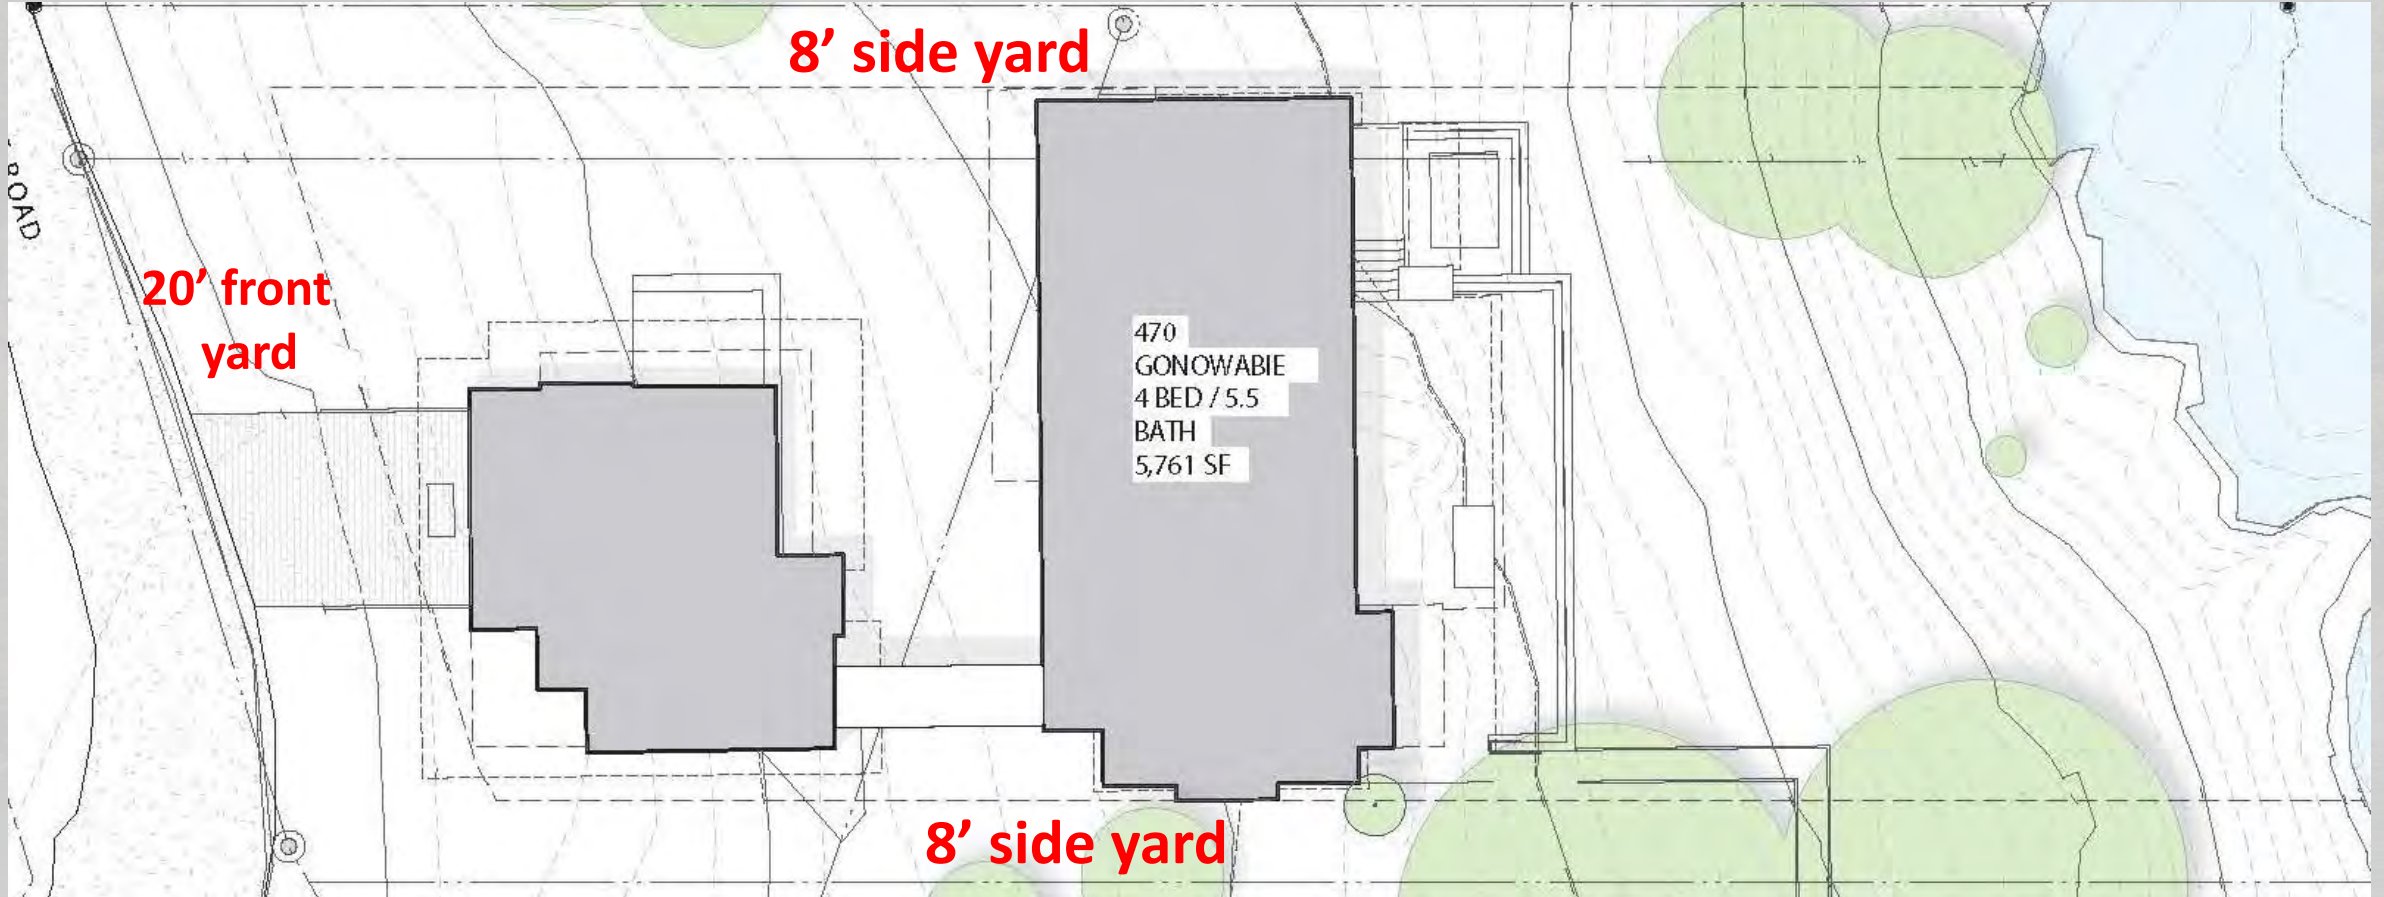 8’ side yard
ROAD
20’ front
yard
470
GONOWABIE
4 BED / 5.5
BATH
5,761 SF
8’ side yard